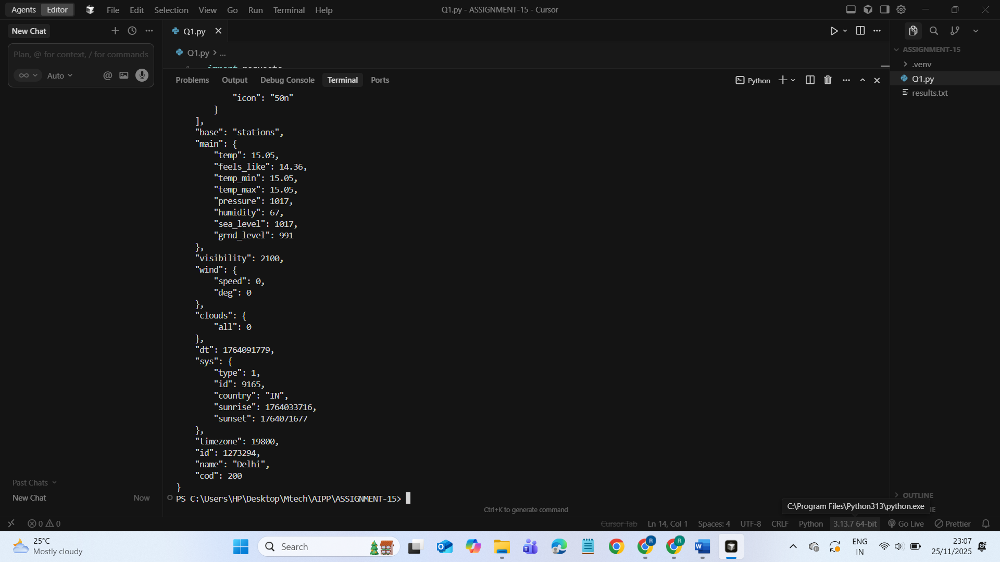 Agents Editor File Edit Selection View Go Run Terminal Help Q1.py - ASSIGNMENT-15 - Cursor
New Chat
Plan, @ for context, / for commands
Auto
Q1.py
Q1.py > ...
1 import requests
Problems Output Debug Console Terminal Ports Python
"icon": "50n"
}
],
"base": "stations",
"main": {
"temp": 15.05,
"feels_like": 14.36,
"temp_min": 15.05,
"temp_max": 15.05,
"pressure": 1017,
"humidity": 67,
"sea_level": 1017,
"grnd_level": 991
},
"visibility": 2100,
"wind": {
"speed": 0,
"deg": 0
},
"clouds": {
"all": 0
},
"dt": 1764091779,
"sys": {
"type": 1,
"id": 9165,
"country": "IN",
"sunrise": 1764033716,
"sunset": 1764071677
},
"timezone": 19800,
"id": 1273294,
"name": "Delhi",
"cod": 200
}
PS C:\Users\HP\Desktop\Mtech\AIPP\ASSIGNMENT-15>
Ctrl+K to generate command
ASSIGNMENT-15
.venv
Q1.py
results.txt
OUTLINE
C:\Program Files\Python313\python.exe
Past Chats
New Chat Now
0 0
Cursor Tab Ln 14, Col 1 Spaces: 4 UTF-8 CRLF Python 3.13.7 64-bit Go Live Prettier
25°C
Mostly cloudy
Search
ENG
IN
23:07
25/11/2025